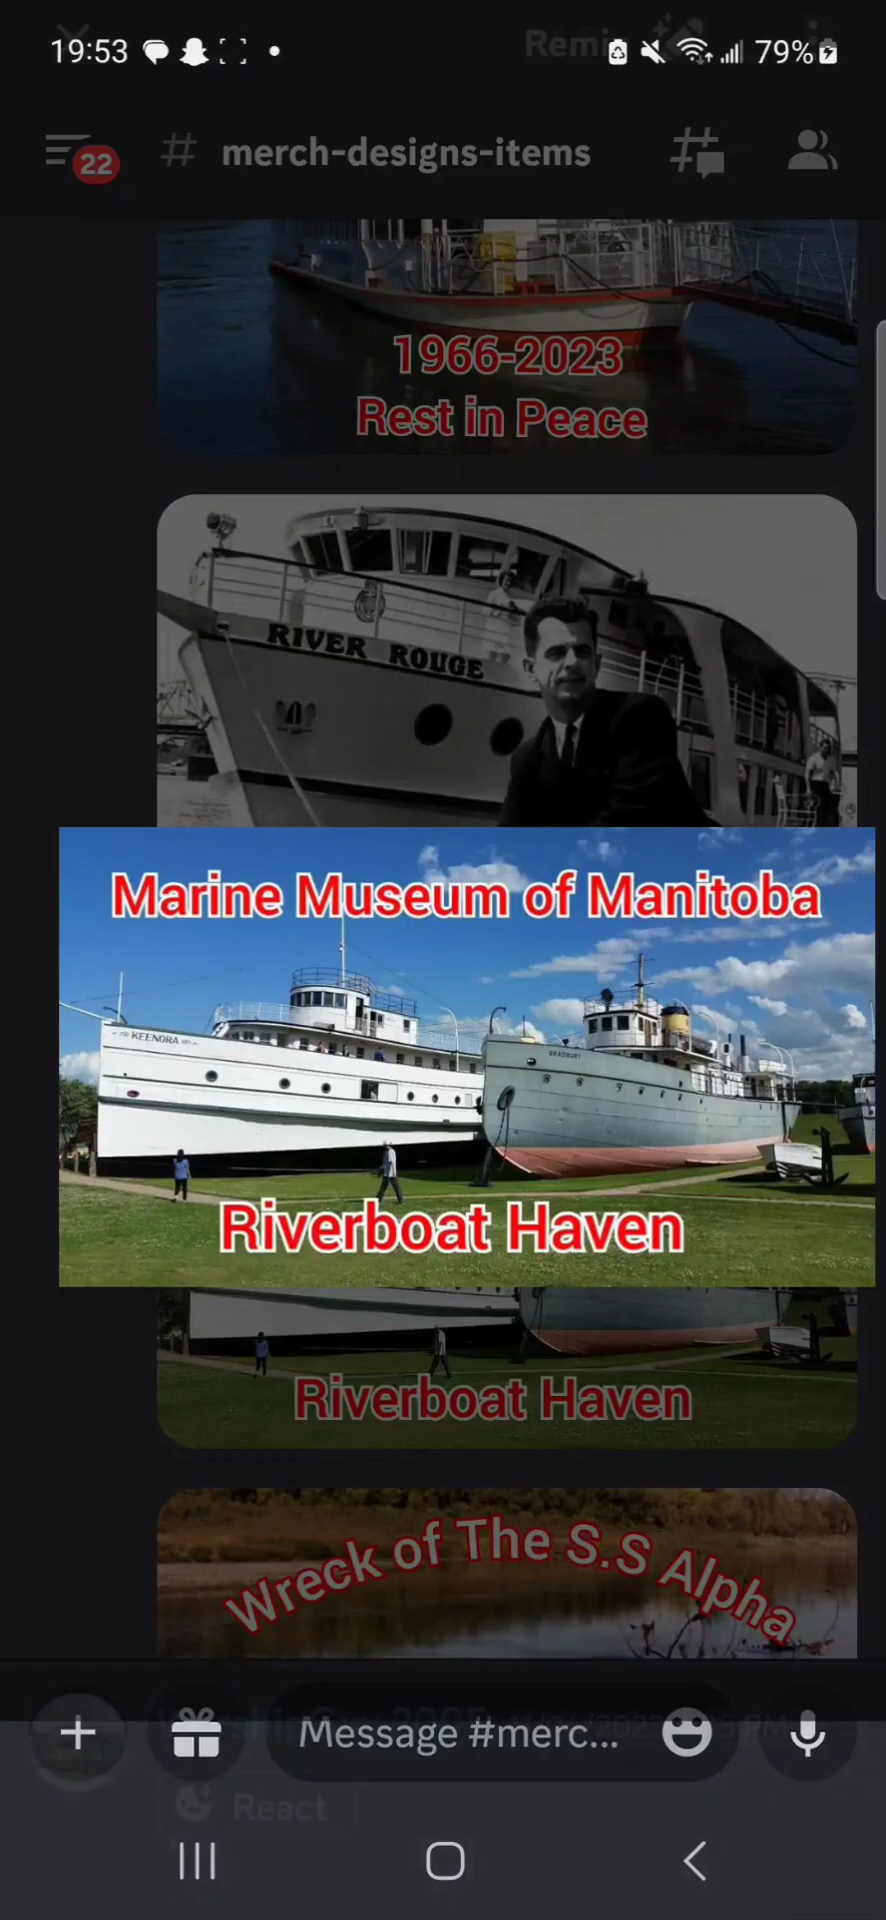 19:53
79%
22
# merch-designs-items
1966-2023
Rest in Peace
RIVER ROUGE
Marine Museum of Manitoba
KEENORA
BRADBURY
Riverboat Haven
Riverboat Haven
Wreck of The S.S Alpha
Message #merc...
React